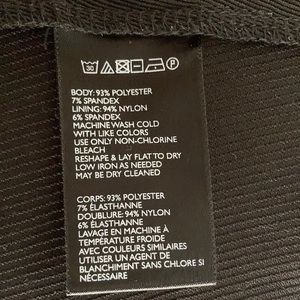 30 P
BODY: 93% POLYESTER
7% SPANDEX
LINING: 94% NYLON
6% SPANDEX
MACHINE WASH COLD
WITH LIKE COLORS
USE ONLY NON-CHLORINE
BLEACH
RESHAPE & LAY FLAT TO DRY
LOW IRON AS NEEDED
MAY BE DRY CLEANED
CORPS: 93% POLYESTER
7% ÉLASTHANNE
DOUBLURE: 94% NYLON
6% ÉLASTHANNE
LAVAGE EN MACHINE À
TEMPÉRATURE FROIDE
AVEC COULEURS SIMILAIRES
UTILISER UN AGENT DE
BLANCHIMENT SANS CHLORE SI
NÉCESSAIRE